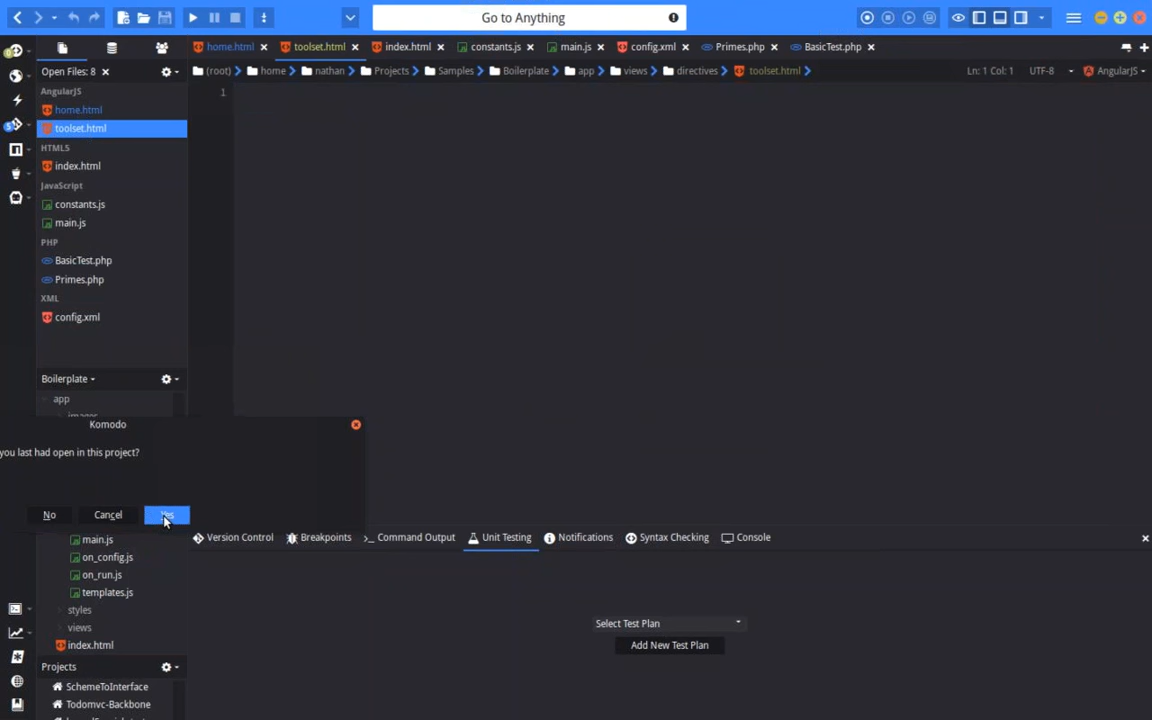 Go to Anything
home.html
toolset.html
index.html
constants.js
main.js
config.xml
Primes.php
BasicTest.php
Open Files: 8
(root)
home
nathan
Projects
Samples
Boilerplate
app
views
directives
toolset.html
Ln: 1 Col: 1
UTF-8
AngularJS
AngularJS
home.html
toolset.html
HTML5
index.html
JavaScript
constants.js
main.js
PHP
BasicTest.php
Primes.php
XML
config.xml
1
Boilerplate
app
images
Komodo
you last had open in this project?
No
Cancel
Yes
main.js
on_config.js
on_run.js
templates.js
styles
views
index.html
Projects
SchemeToInterface
Todomvc-Backbone
Version Control
Breakpoints
Command Output
Unit Testing
Notifications
Syntax Checking
Console
Select Test Plan
Add New Test Plan